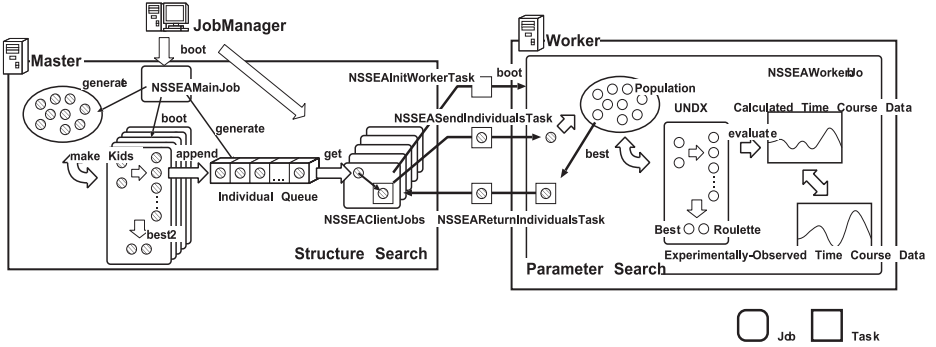 JobManager
Master
Worker
boot
generate
NSSEAMainJob
boot
generate
make Kids
append
get
best2
Individual Queue
...
NSSEAClientJobs
Structure Search
NSSEAInitWorkerTask
boot
NSSEASendIndividualsTask
best
NSSEAReturnIndividualsTask
NSSEAWorkerJo
Population
UNDX
Calculated Time Course Data
evaluate
Best
Roulette
Experimentally-Observed Time Course Data
Parameter Search
Job
Task